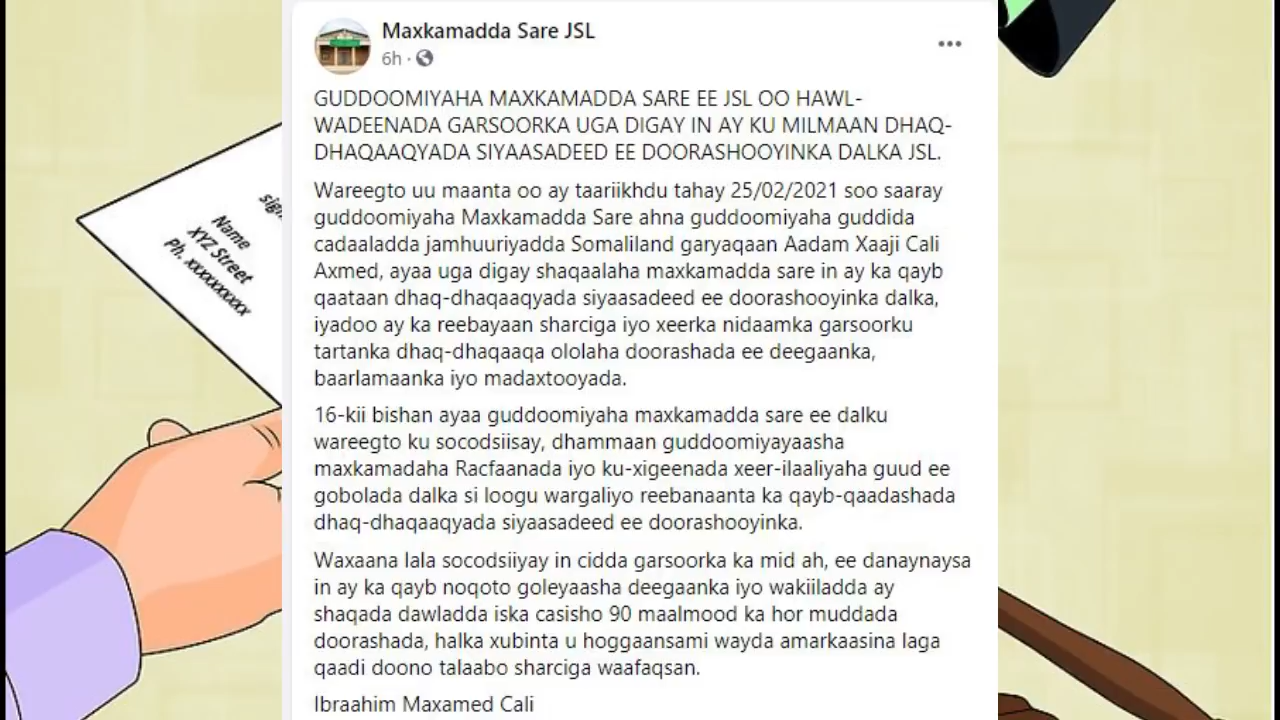 Maxkamadda Sare JSL
6h ·
GUDDOOMIYAHA MAXKAMADDA SARE EE JSL OO HAWL-
WADEENADA GARSOORKA UGA DIGAY IN AY KU MILMAAN DHAQ-
DHAQAAQYADA SIYAASADEED EE DOORASHOOYINKA DALKA JSL.
Wareegto uu maanta oo ay taariikhdu tahay 25/02/2021 soo saaray
guddoomiyaha Maxkamadda Sare ahna guddoomiyaha guddida
cadaaladda jamhuuriyadda Somaliland garyaqaan Aadam Xaaji Cali
Axmed, ayaa uga digay shaqaalaha maxkamadda sare in ay ka qayb
qaataan dhaq-dhaqaaqyada siyaasadeed ee doorashooyinka dalka,
iyadoo ay ka reebayaan sharciga iyo xeerka nidaamka garsoorku
tartanka dhaq-dhaqaaqa ololaha doorashada ee deegaanka,
baarlamaanka iyo madaxtooyada.
16-kii bishan ayaa guddoomiyaha maxkamadda sare ee dalku
wareegto ku socodsiisay, dhammaan guddoomiyayaasha
maxkamadaha Racfaanada iyo ku-xigeenada xeer-ilaaliyaha guud ee
gobolada dalka si loogu wargaliyo reebanaanta ka qayb-qaadashada
dhaq-dhaqaaqyada siyaasadeed ee doorashooyinka.
Waxaana lala socodsiiyay in cidda garsoorka ka mid ah, ee danaynaysa
in ay ka qayb noqoto goleyaasha deegaanka iyo wakiiladda ay
shaqada dawladda iska casisho 90 maalmood ka hor muddada
doorashada, halka xubinta u hoggaansami wayda amarkaasina laga
qaadi doono talaabo sharciga waafaqsan.
Ibraahim Maxamed Cali
sign
Name
XYZ Street
Ph. xxxxxxxxx